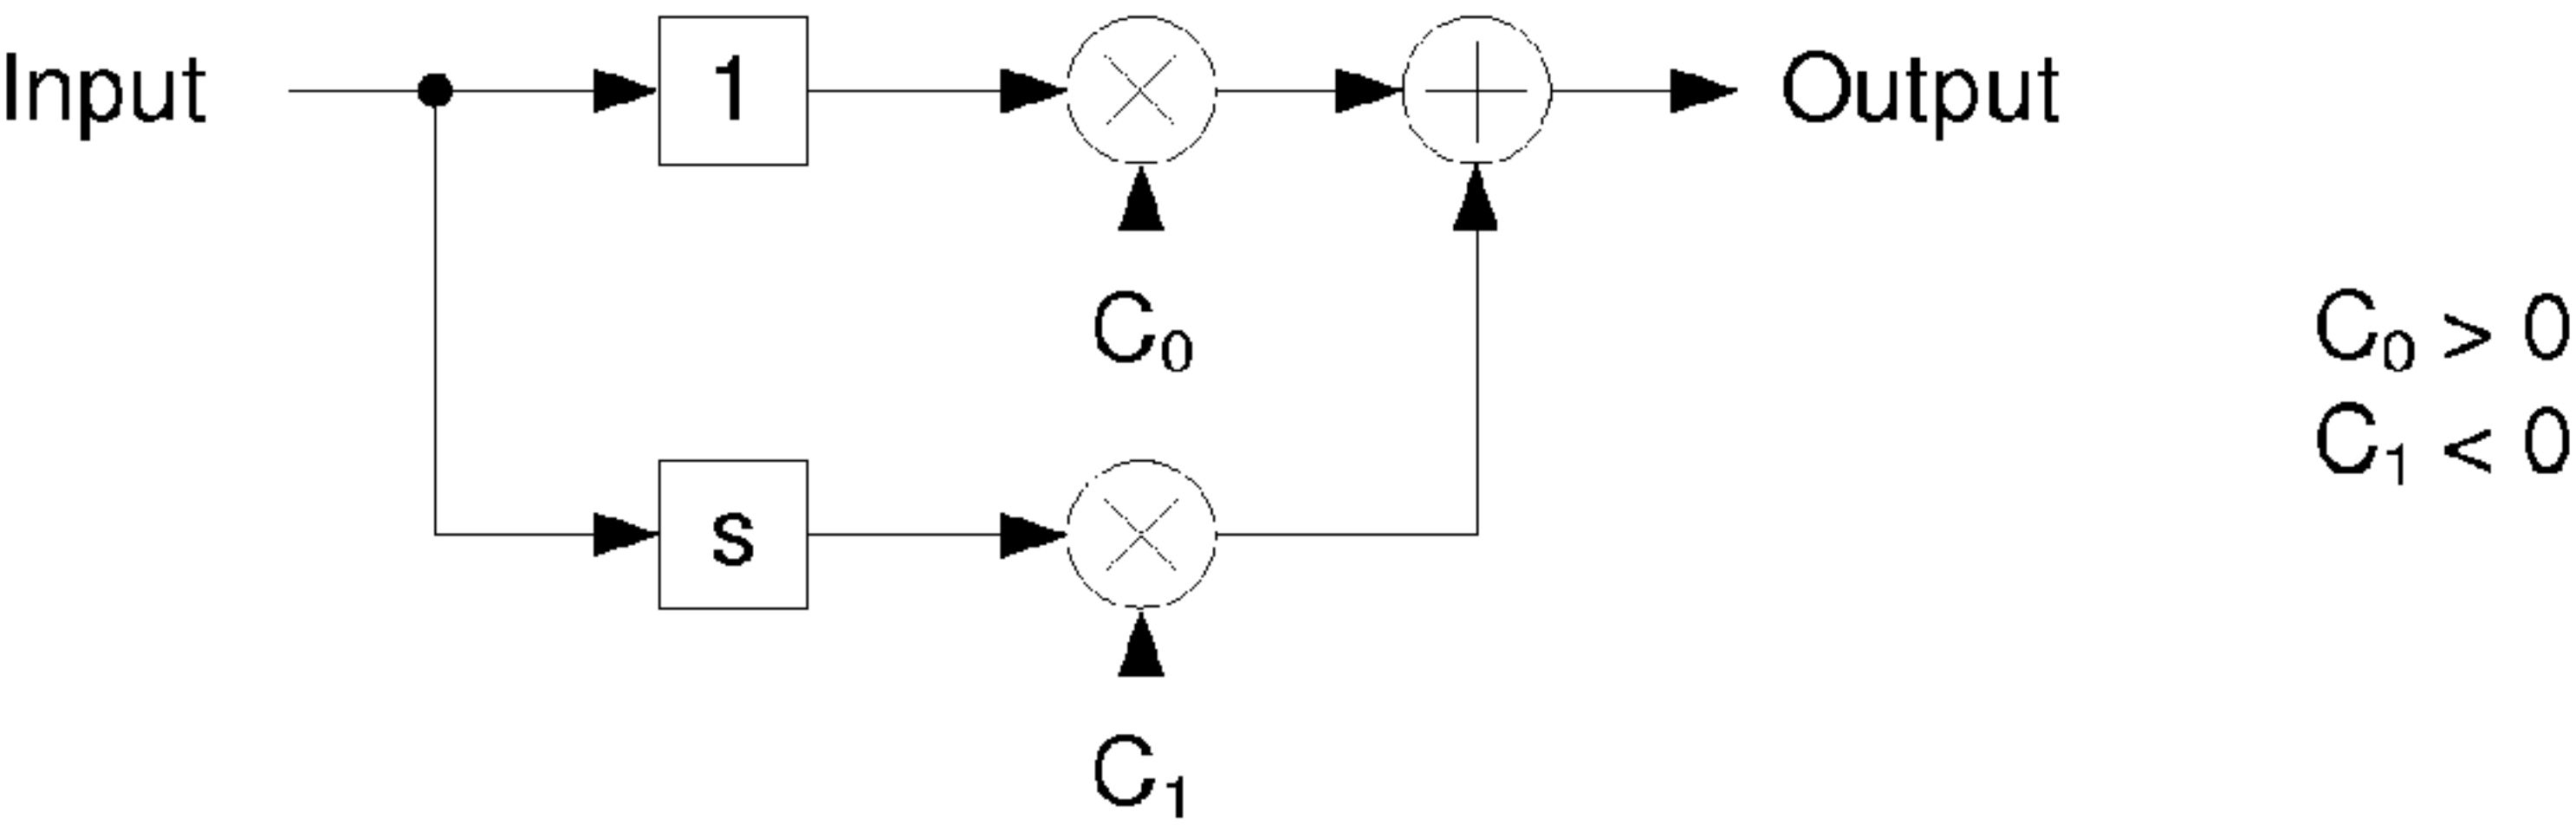 Input
1
Output
C₀
C₀ > 0
C₁ < 0
s
C₁